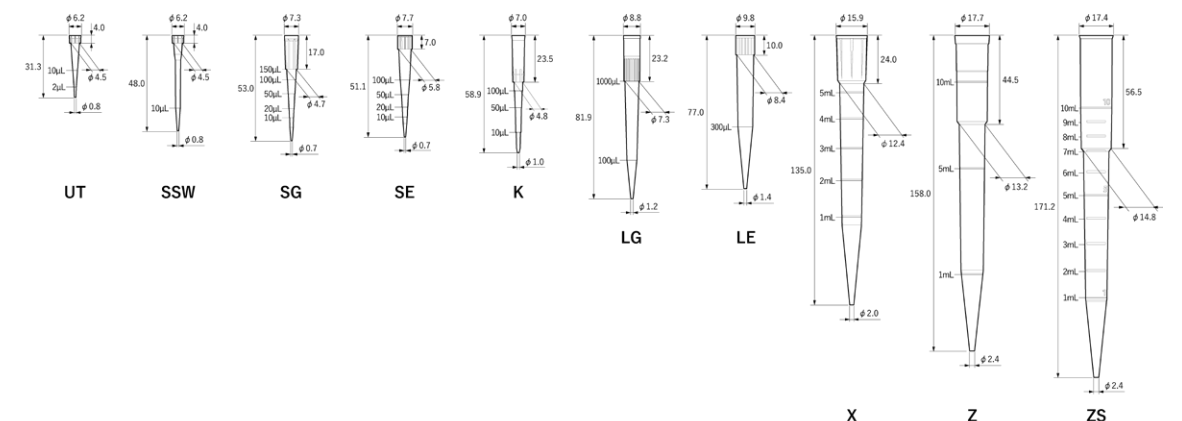 φ6.2
4.0
31.3
10μL
2μL
φ4.5
φ0.8
UT
φ6.2
4.0
48.0
10μL
φ4.5
φ0.8
SSW
φ7.3
17.0
53.0
150μL
100μL
50μL
20μL
10μL
φ4.7
φ0.7
SG
φ7.7
7.0
51.1
100μL
50μL
20μL
10μL
φ5.8
φ0.7
SE
φ7.0
23.5
58.9
100μL
50μL
10μL
φ4.8
φ1.0
K
φ8.8
23.2
81.9
1000μL
100μL
φ7.3
φ1.2
LG
φ9.8
10.0
77.0
300μL
φ8.4
φ1.4
LE
φ15.9
24.0
135.0
5mL
4mL
3mL
2mL
1mL
φ12.4
φ2.0
X
φ17.7
44.5
158.0
10mL
5mL
1mL
φ13.2
φ2.4
Z
φ17.4
56.5
171.2
10mL
9mL
8mL
7mL
6mL
5mL
4mL
3mL
2mL
1mL
10
φ14.8
φ2.4
ZS